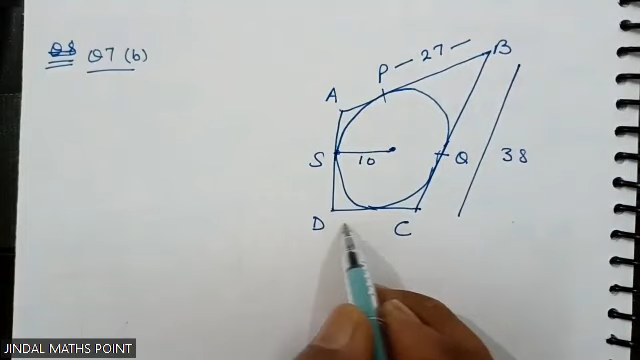 Q8 Q7 (b)
P - 27 -
B
A
S
10
Q
38
D
C
JINDAL MATHS POINT